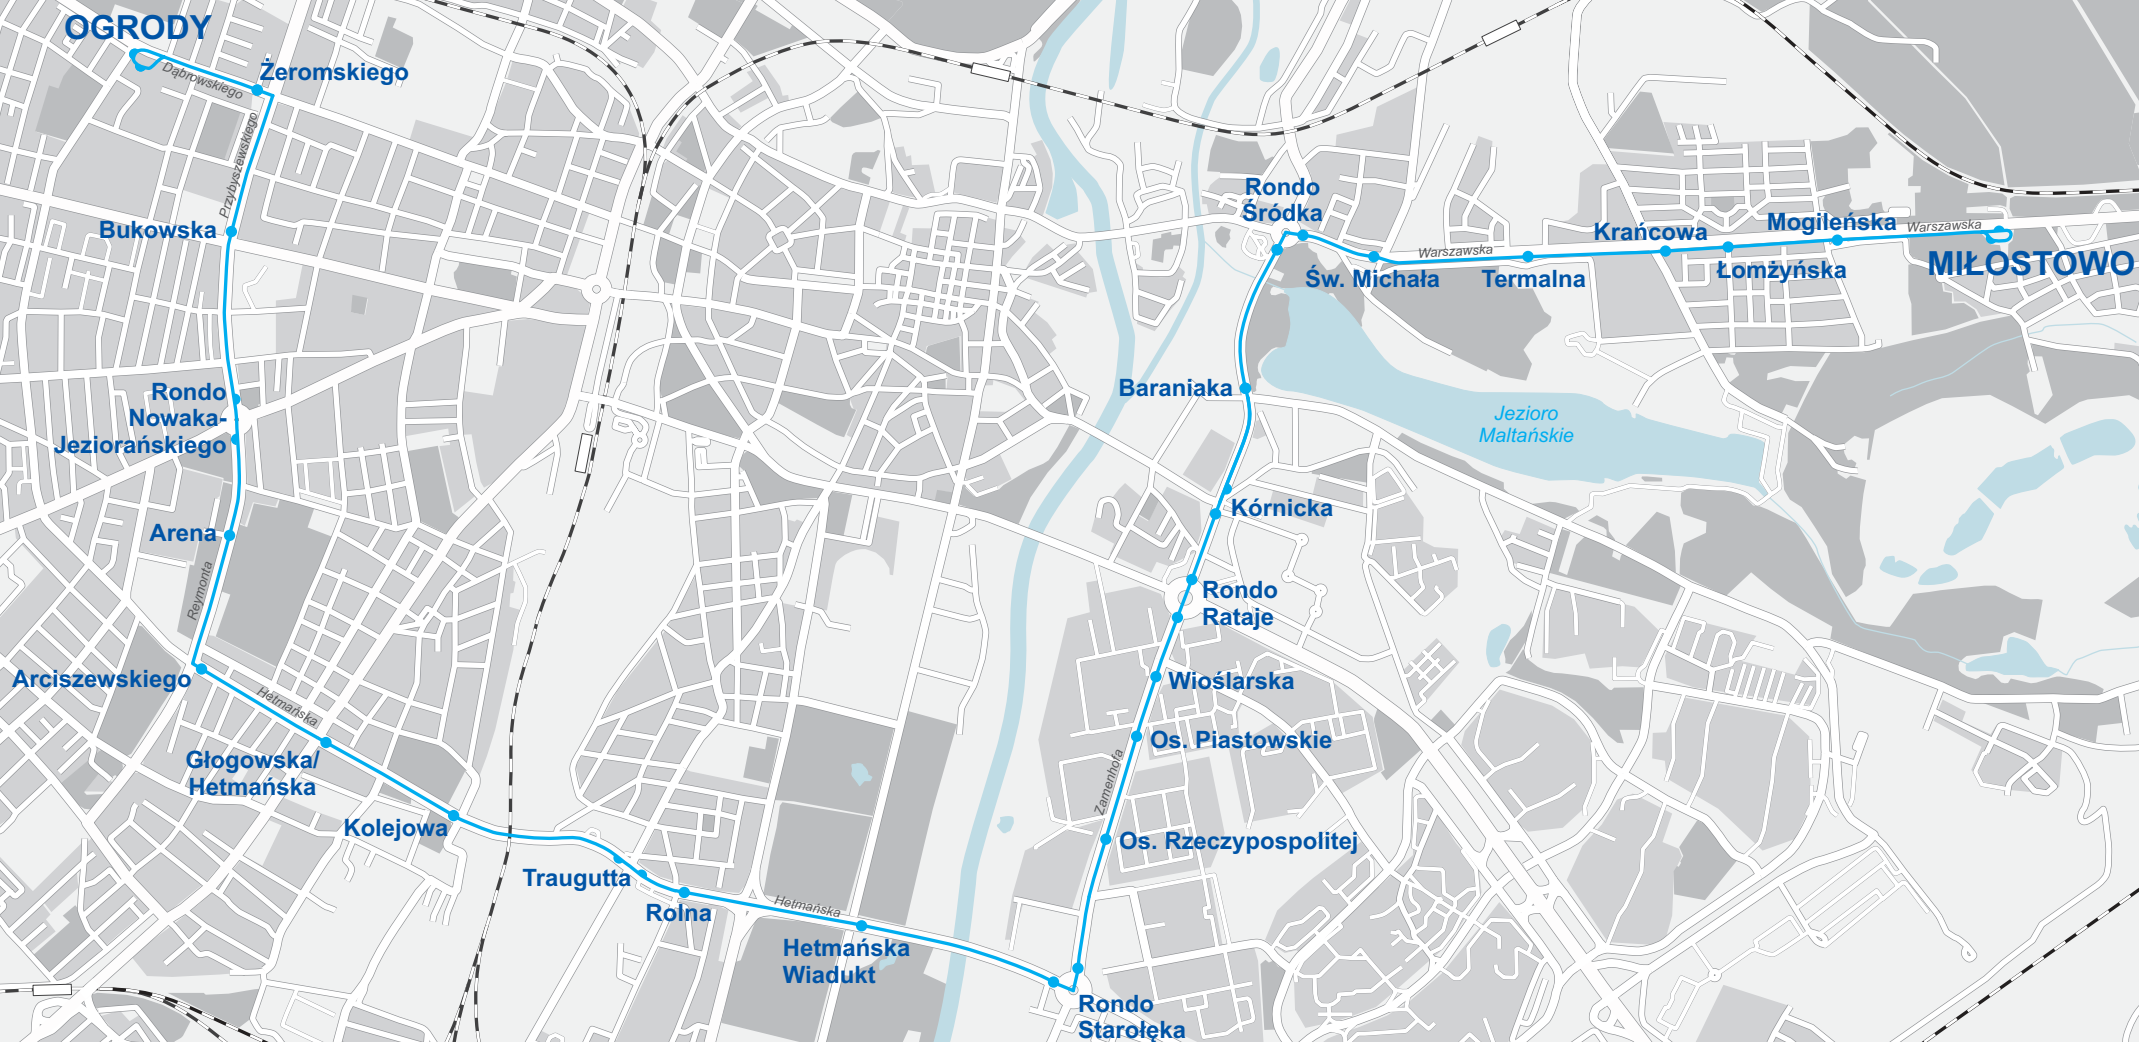 OGRODY
Żeromskiego
Dąbrowskiego
Przybyszewskiego
Bukowska
Rondo
Nowaka-
Jeziorańskiego
Arena
Reymonta
Arciszewskiego
Hetmańska
Głogowska/
Hetmańska
Kolejowa
Traugutta
Rolna
Hetmańska
Hetmańska
Wiadukt
Rondo
Starołęka
Os. Rzeczypospolitej
Zamenhofa
Os. Piastowskie
Wioślarska
Rondo
Rataje
Kórnicka
Baraniaka
Jezioro
Maltańskie
Rondo
Śródka
Św. Michała
Warszawska
Termalna
Krańcowa
Łomżyńska
Mogileńska
Warszawska
MIŁOSTOWO